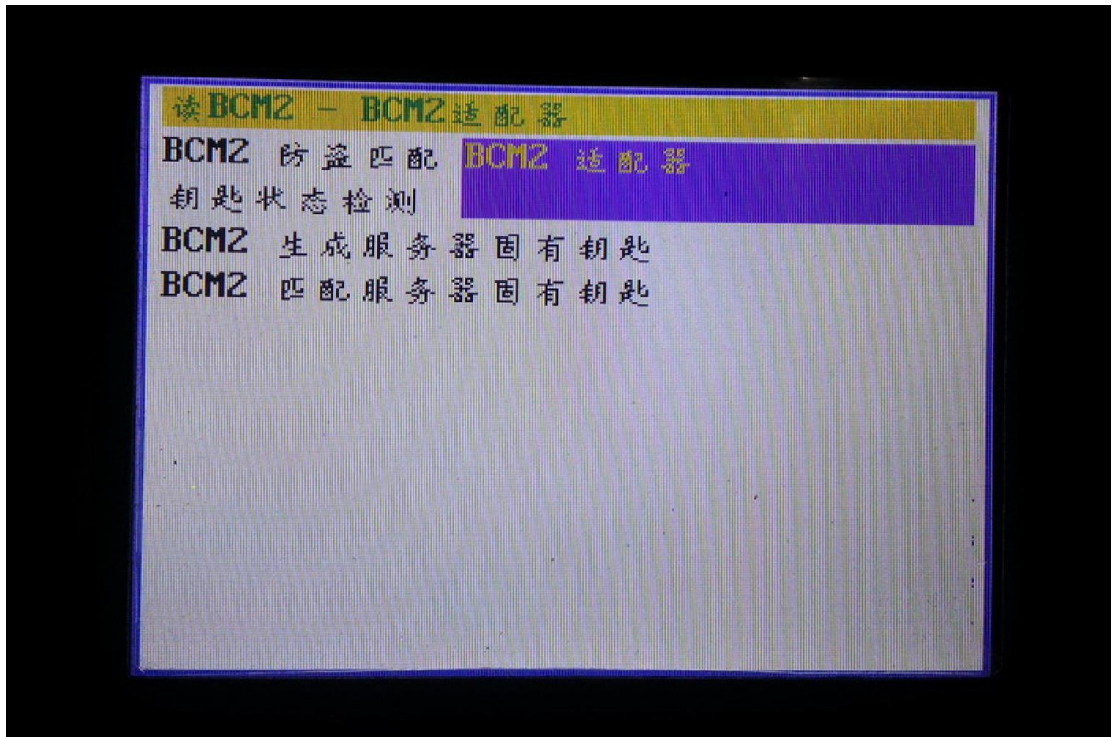 读BCM2 - BCM2适配器
BCM2 防盗匹配 BCM2 适配器
钥匙状态检测
BCM2 生成服务器固有钥匙
BCM2 匹配服务器固有钥匙